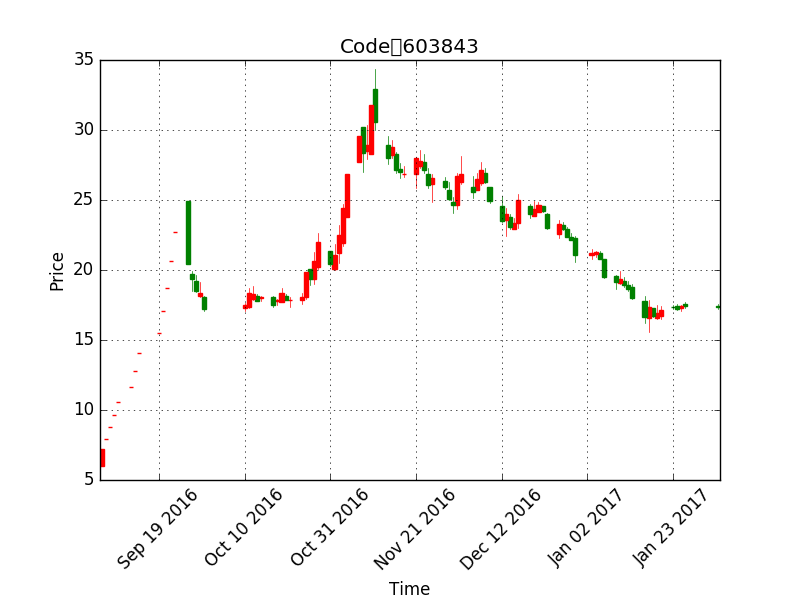 Code▯603843
35
30
25
20
15
10
5
Price
Sep 19 2016
Oct 10 2016
Oct 31 2016
Nov 21 2016
Dec 12 2016
Jan 02 2017
Jan 23 2017
Time